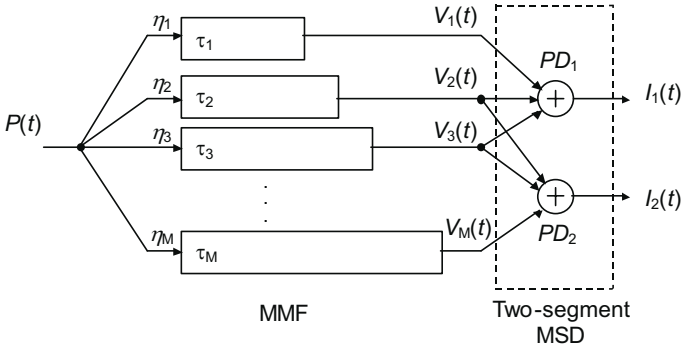 η1 τ1 V1(t)
PD1
η2 τ2 V2(t) I1(t)
P(t)
η3 τ3 V3(t)
I2(t)
ηM τM VM(t) PD2
MMF
Two-segment
MSD